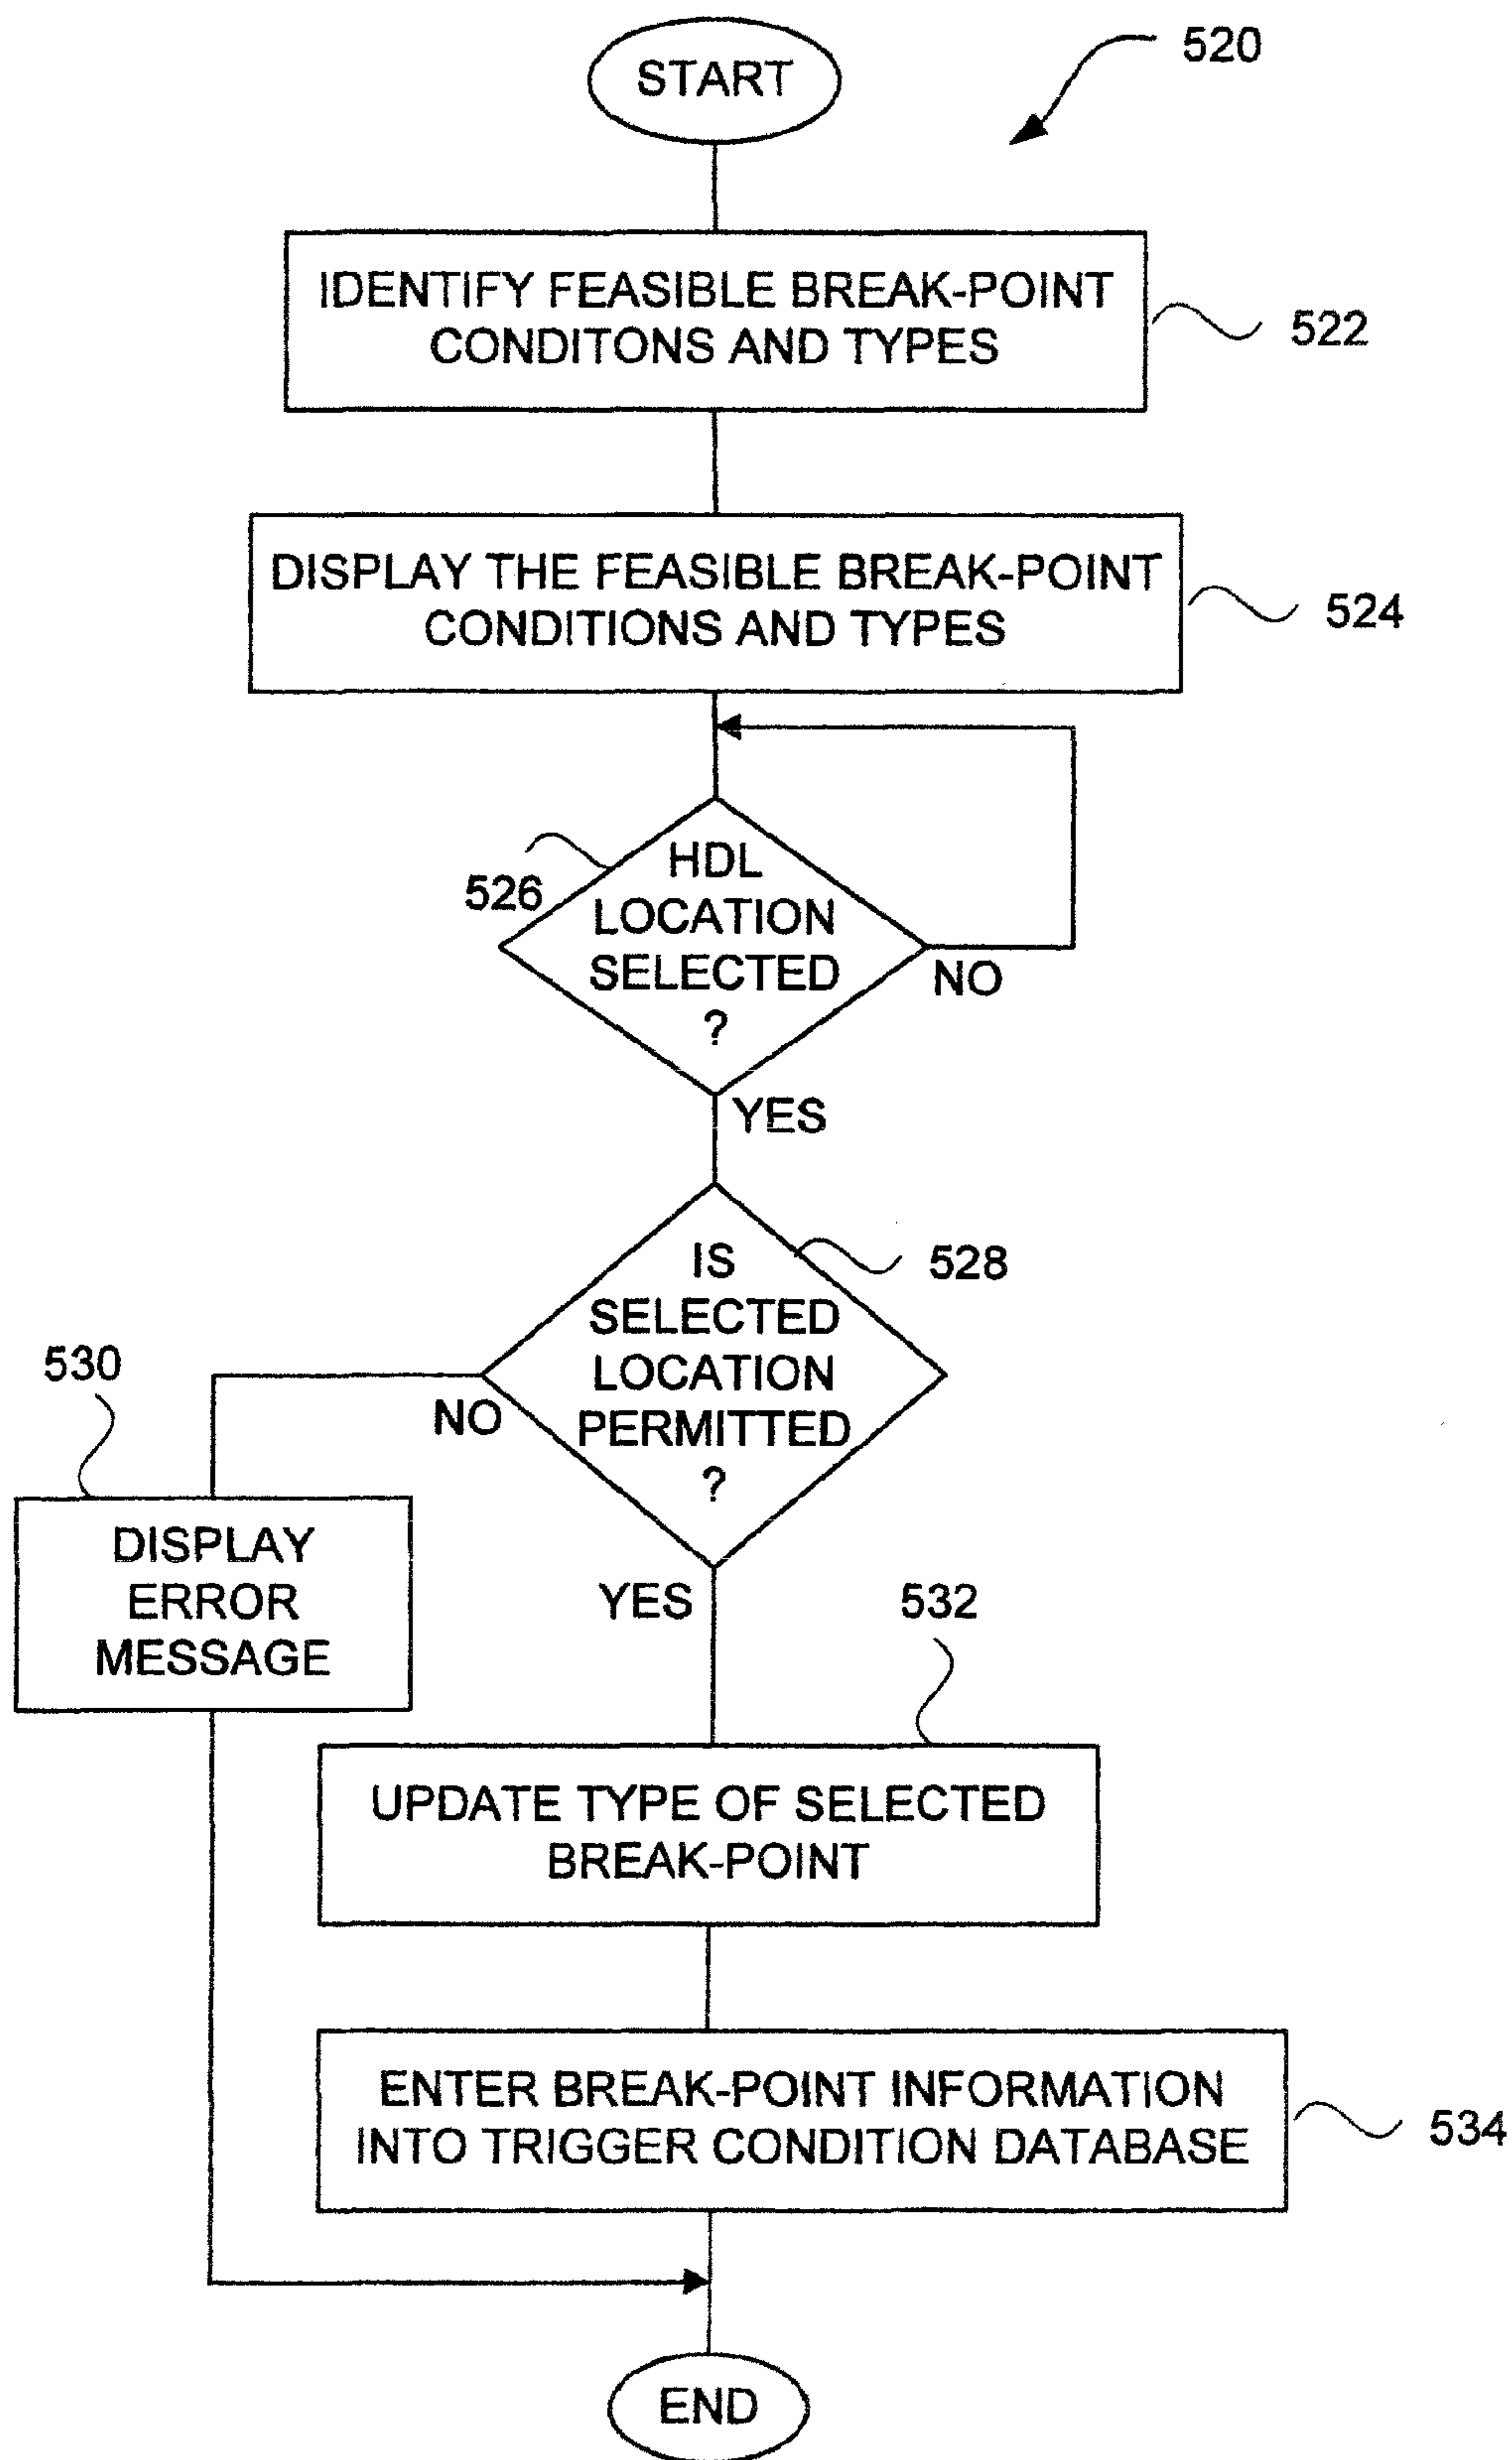 START
520
IDENTIFY FEASIBLE BREAK-POINT
CONDITONS AND TYPES
522
DISPLAY THE FEASIBLE BREAK-POINT
CONDITIONS AND TYPES
524
526
HDL
LOCATION
SELECTED
?
NO
YES
528
IS
SELECTED
LOCATION
PERMITTED
?
NO
530
DISPLAY
ERROR
MESSAGE
YES
532
UPDATE TYPE OF SELECTED
BREAK-POINT
ENTER BREAK-POINT INFORMATION
INTO TRIGGER CONDITION DATABASE
534
END